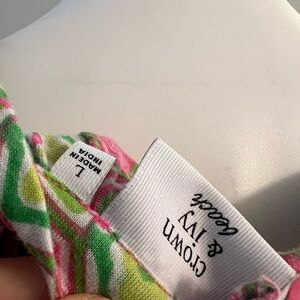 crown
& IVY
beach
L
MADE IN
INDIA